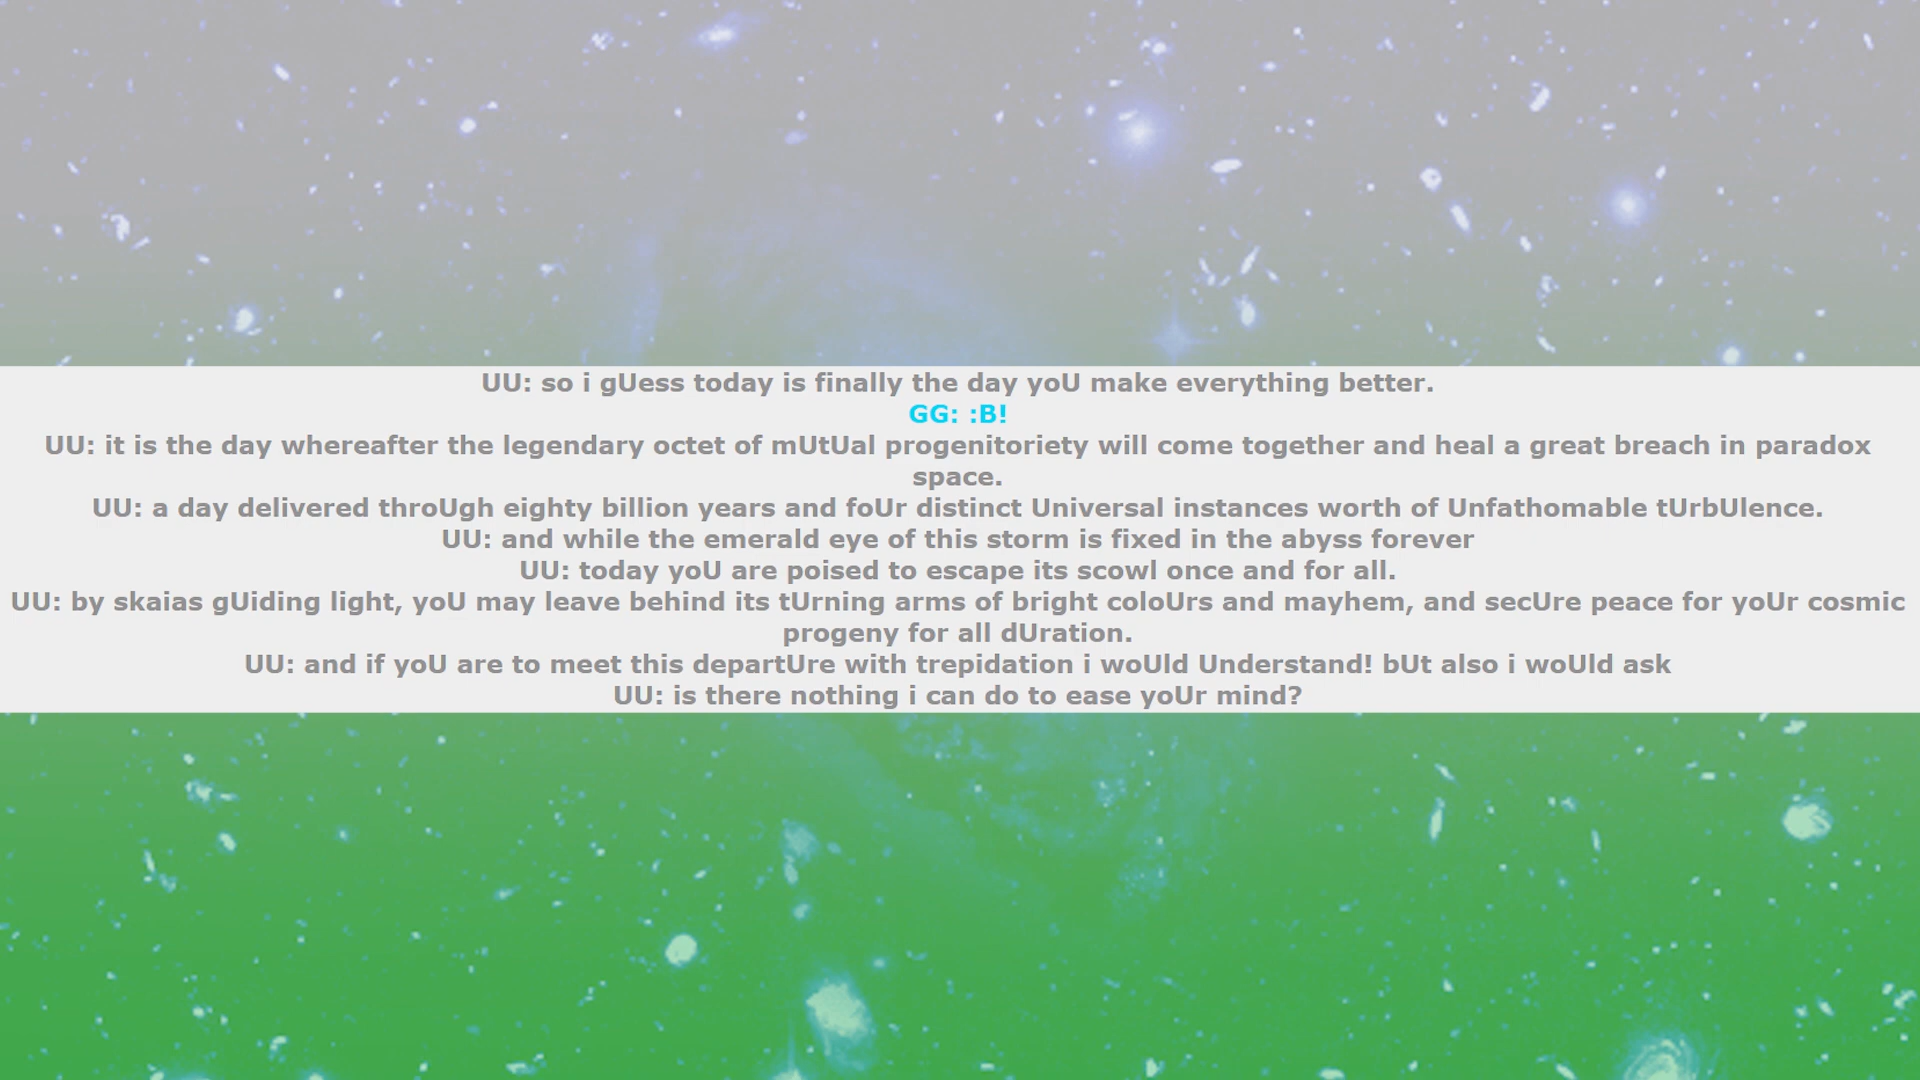 UU: so i gUess today is finally the day yoU make everything better.
GG: :B!
UU: it is the day whereafter the legendary octet of mUtUal progenitoriety will come together and heal a great breach in paradox
space.
UU: a day delivered throUgh eighty billion years and foUr distinct Universal instances worth of Unfathomable tUrbUlence.
UU: and while the emerald eye of this storm is fixed in the abyss forever
UU: today yoU are poised to escape its scowl once and for all.
UU: by skaias gUiding light, yoU may leave behind its tUrning arms of bright coloUrs and mayhem, and secUre peace for yoUr cosmic
progeny for all dUration.
UU: and if yoU are to meet this departUre with trepidation i woUld Understand! bUt also i woUld ask
UU: is there nothing i can do to ease yoUr mind?